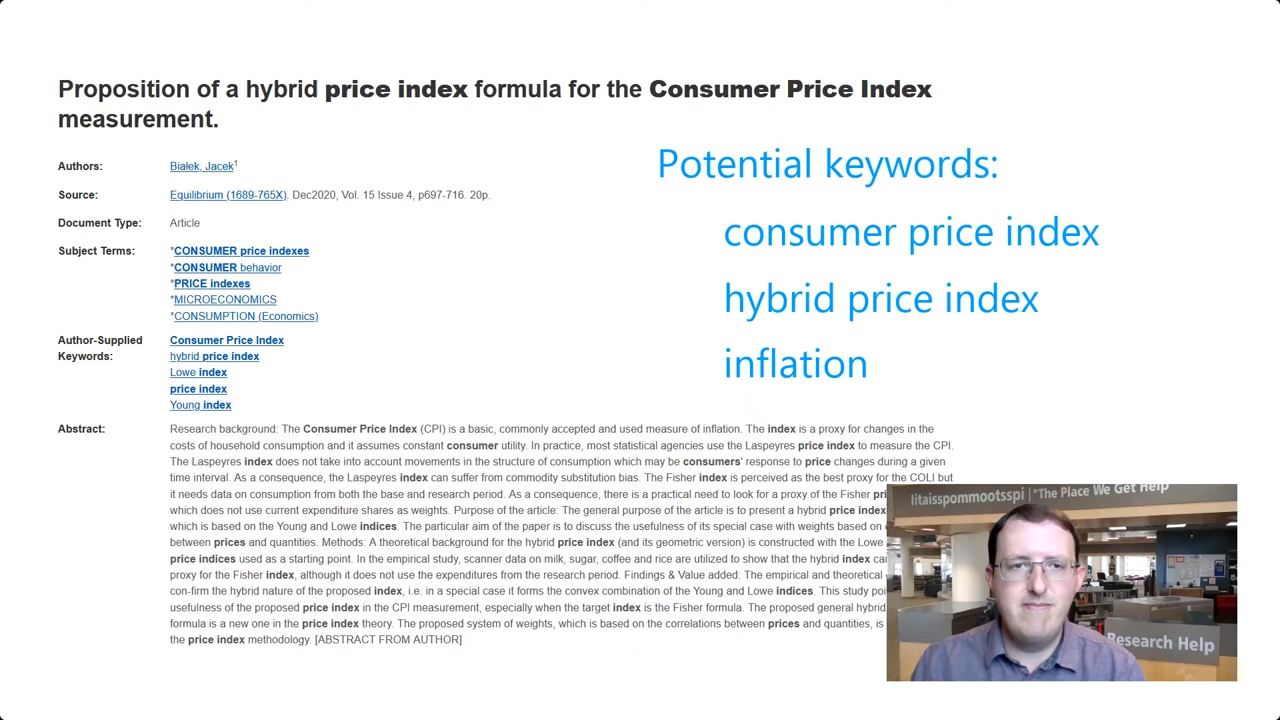 Proposition of a hybrid price index formula for the Consumer Price Index
measurement.
Authors: Białek, Jacek1
Source: Equilibrium (1689-765X). Dec2020, Vol. 15 Issue 4, p697-716. 20p.
Document Type: Article
Subject Terms: *CONSUMER price indexes
*CONSUMER behavior
*PRICE indexes
*MICROECONOMICS
*CONSUMPTION (Economics)
Author-Supplied Keywords: Consumer Price Index
hybrid price index
Lowe index
price index
Young index
Abstract: Research background: The Consumer Price Index (CPI) is a basic, commonly accepted and used measure of inflation. The index is a proxy for changes in the
costs of household consumption and it assumes constant consumer utility. In practice, most statistical agencies use the Laspeyres price index to measure the CPI.
The Laspeyres index does not take into account movements in the structure of consumption which may be consumers' response to price changes during a given
time interval. As a consequence, the Laspeyres index can suffer from commodity substitution bias. The Fisher index is perceived as the best proxy for the COLI but
it needs data on consumption from both the base and research period. As a consequence, there is a practical need to look for a proxy of the Fisher
which does not use current expenditure shares as weights. Purpose of the article: The general purpose of the article is to present a hybrid price index
which is based on the Young and Lowe indices. The particular aim of the paper is to discuss the usefulness of its special case with weights based on
between prices and quantities. Methods: A theoretical background for the hybrid price index (and its geometric version) is constructed with the Lowe
price indices used as a starting point. In the empirical study, scanner data on milk, sugar, coffee and rice are utilized to show that the hybrid index
proxy for the Fisher index, although it does not use the expenditures from the research period. Findings & Value added: The empirical and theoretical
con-firm the hybrid nature of the proposed index, i.e. in a special case it forms the convex combination of the Young and Lowe indices. This study
usefulness of the proposed price index in the CPI measurement, especially when the target index is the Fisher formula. The proposed general hybrid
formula is a new one in the price index theory. The proposed system of weights, which is based on the correlations between prices and quantities, is
the price index methodology. [ABSTRACT FROM AUTHOR]
Potential keywords:
consumer price index
hybrid price index
inflation
"The Place We Get Help
Research Help